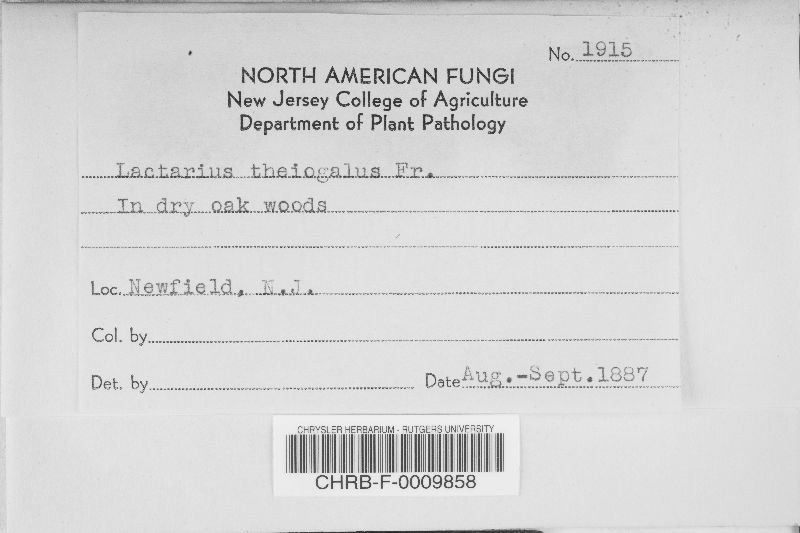 No. 1915
NORTH AMERICAN FUNGI
New Jersey College of Agriculture
Department of Plant Pathology
Lactarius theiogalus Fr.
In dry oak woods
Loc. Newfield, N.J.
Col. by
Det. by Date Aug.-Sept.1887
CHRYSLER HERBARIUM - RUTGERS UNIVERSITY
CHRB-F-0009858